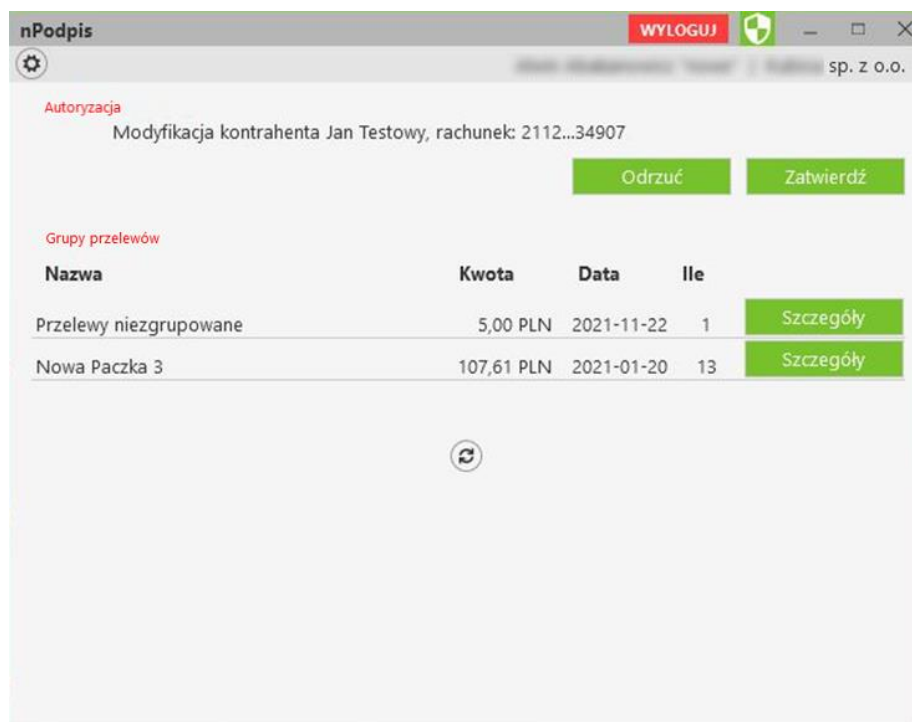 nPodpis WYLOGUJ
sp. z o.o.
Autoryzacja
Modyfikacja kontrahenta Jan Testowy, rachunek: 2112...34907
Odrzuć Zatwierdź
Grupy przelewów
Nazwa Kwota Data Ile
Przelewy niezgrupowane 5,00 PLN 2021-11-22 1 Szczegóły
Nowa Paczka 3 107,61 PLN 2021-01-20 13 Szczegóły